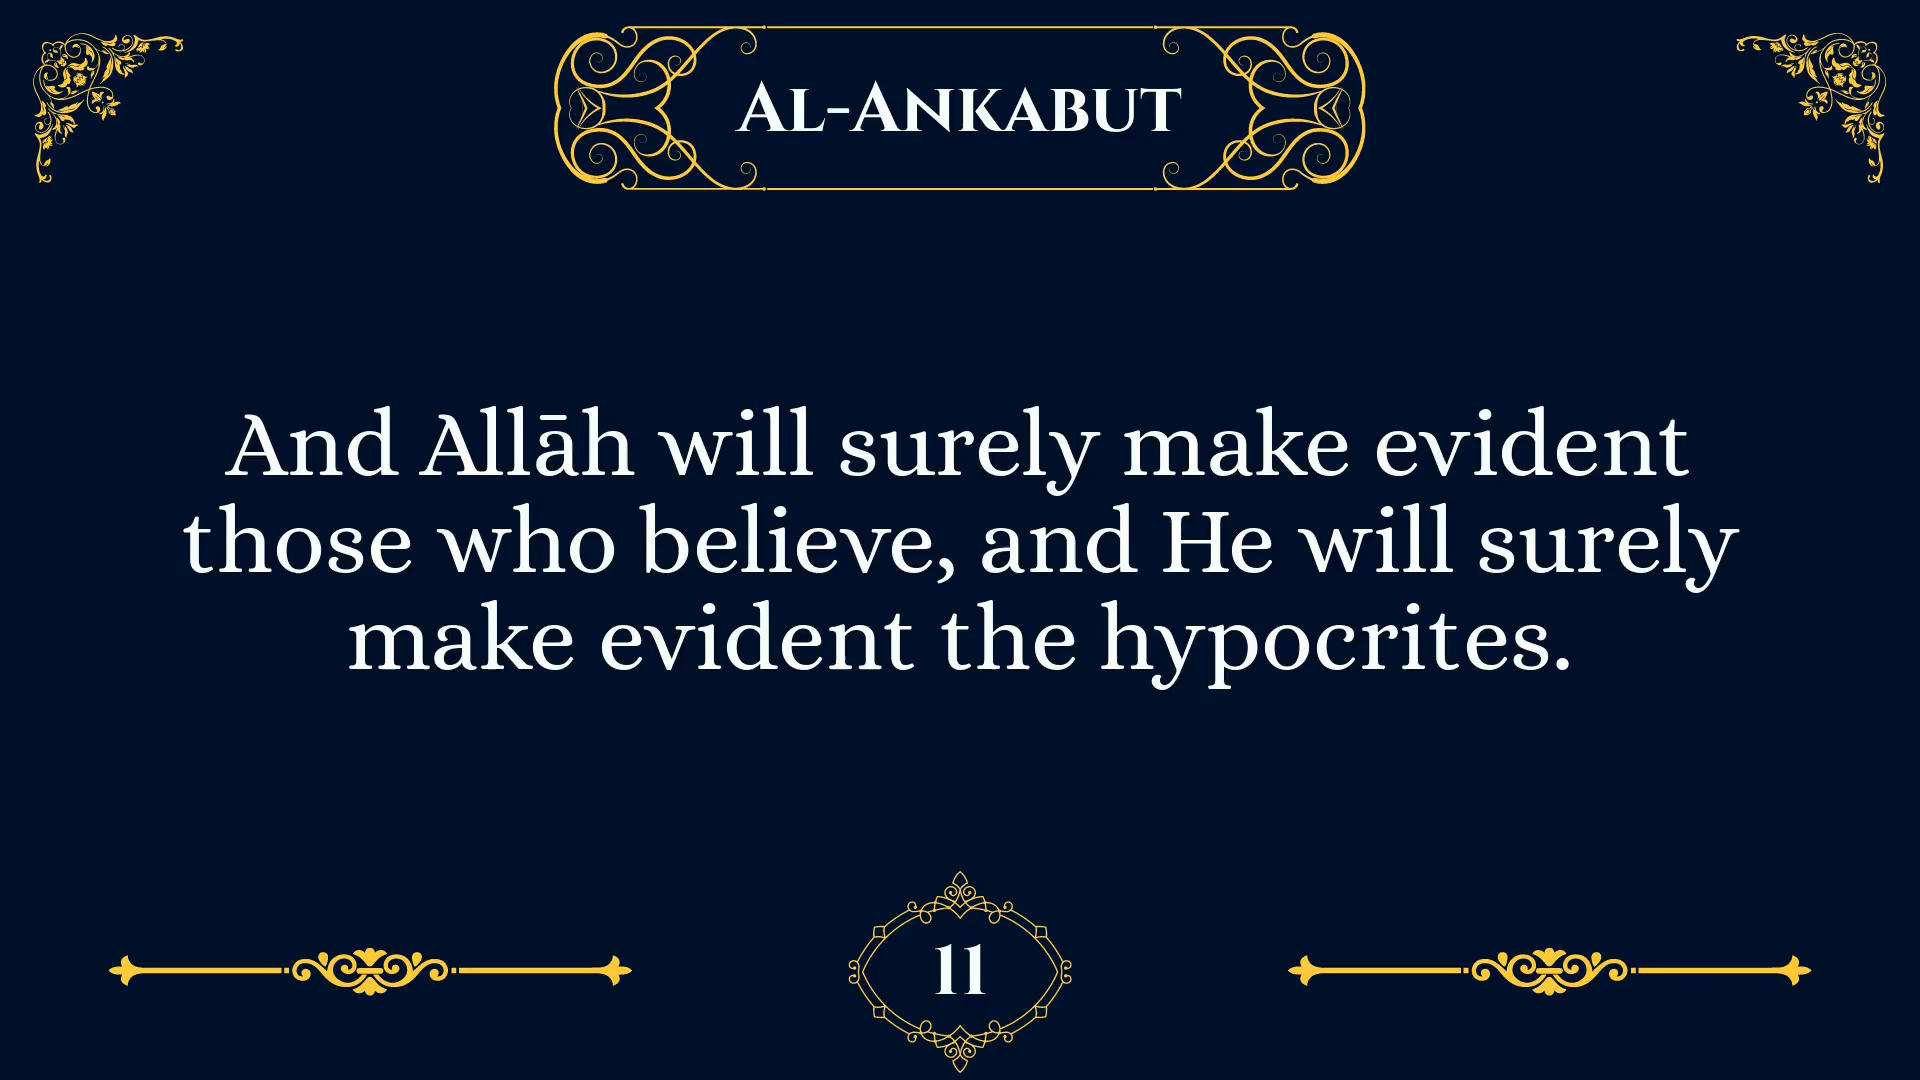 Al-Ankabut
And Allāh will surely make evident
those who believe, and He will surely
make evident the hypocrites.
11